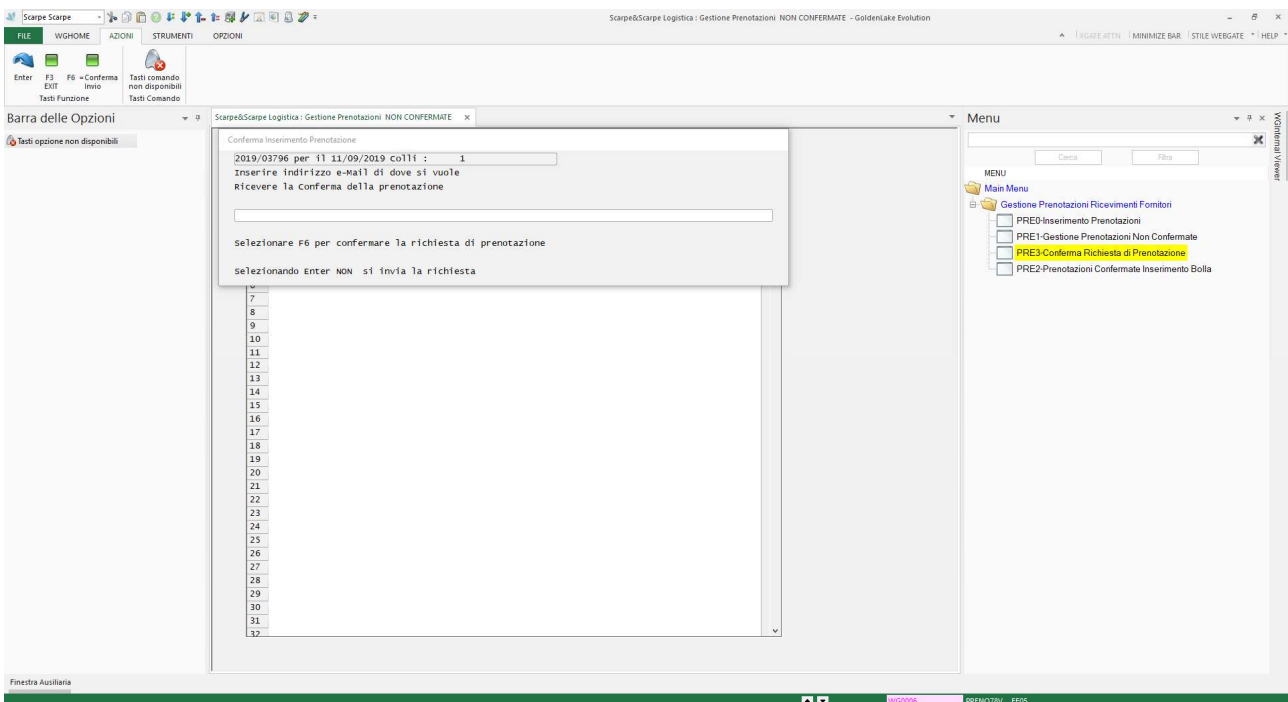 Scarpe Scarpe
Scarpe&Scarpe Logistica : Gestione Prenotazioni NON CONFERMATE - GoldenLake Evolution
FILE WGHOME AZIONI STRUMENTI OPZIONI
XGATE ATTN MINIMIZE BAR STILE WEBGATE HELP
Enter F3 EXIT F6 =Conferma Invio
Tasti comando non disponibili
Tasti Funzione Tasti Comando
Barra delle Opzioni
Tasti opzione non disponibili
Scarpe&Scarpe Logistica : Gestione Prenotazioni NON CONFERMATE x
Conferma Inserimento Prenotazione
2019/03796 per il 11/09/2019 Colli : 1
Inserire indirizzo e-Mail di dove si vuole
Ricevere la Conferma della prenotazione
Selezionare F6 per confermare la richiesta di prenotazione
Selezionando Enter NON si invia la richiesta
7
8
9
10
11
12
13
14
15
16
17
18
19
20
21
22
23
24
25
26
27
28
29
30
31
32
Menu
Cerca Filtra
MENU
Main Menu
Gestione Prenotazioni Ricevimenti Fornitori
PRE0-Inserimento Prenotazioni
PRE1-Gestione Prenotazioni Non Confermate
PRE3-Conferma Richiesta di Prenotazione
PRE2-Prenotazioni Confermate Inserimento Bolla
WGInternal Viewer
Finestra Ausiliaria
WG0006 PRENO78V EF05